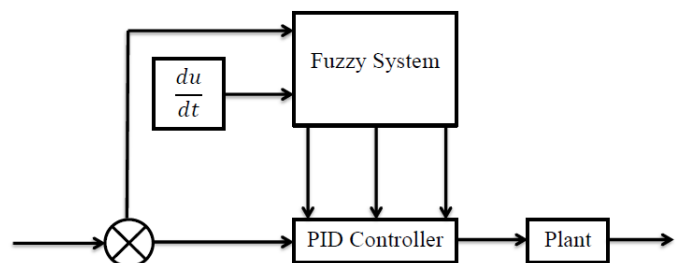 Fuzzy System
du
dt
PID Controller
Plant